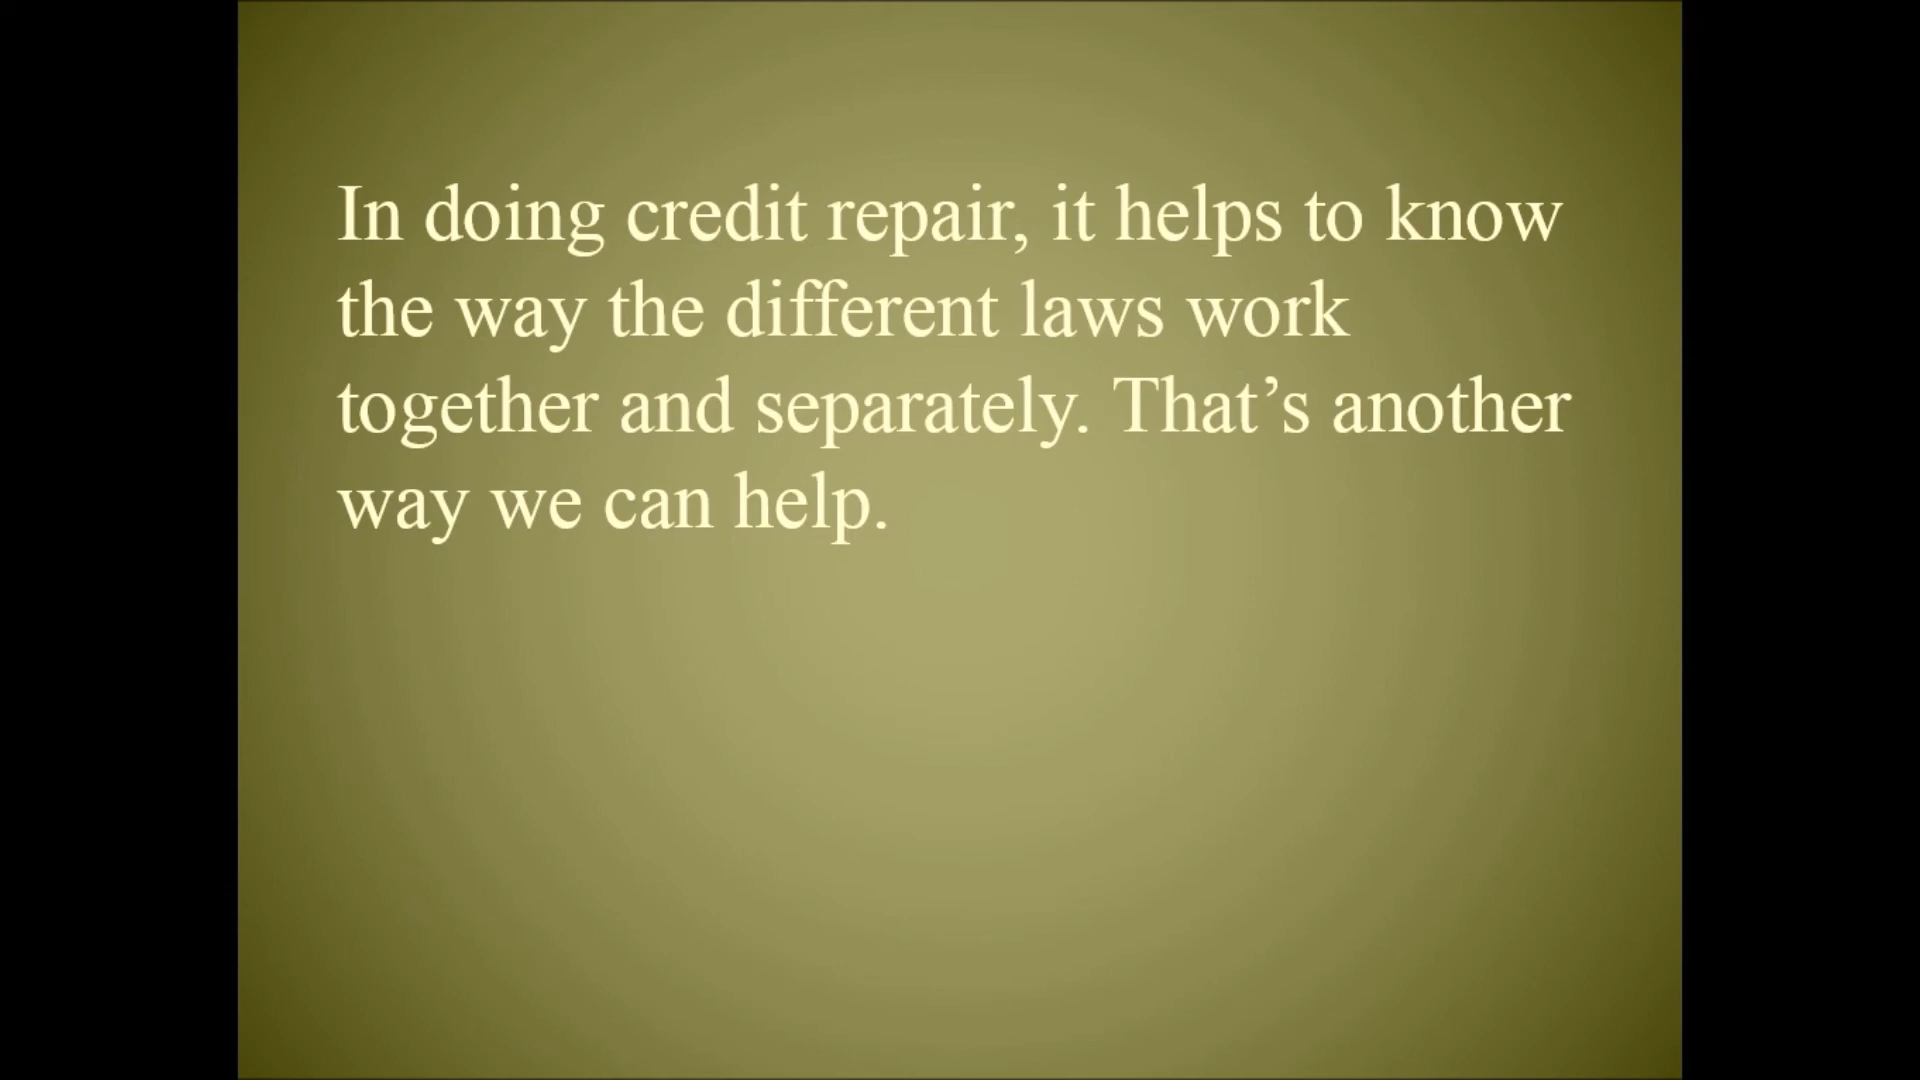 In doing credit repair, it helps to know
the way the different laws work
together and separately. That’s another
way we can help.